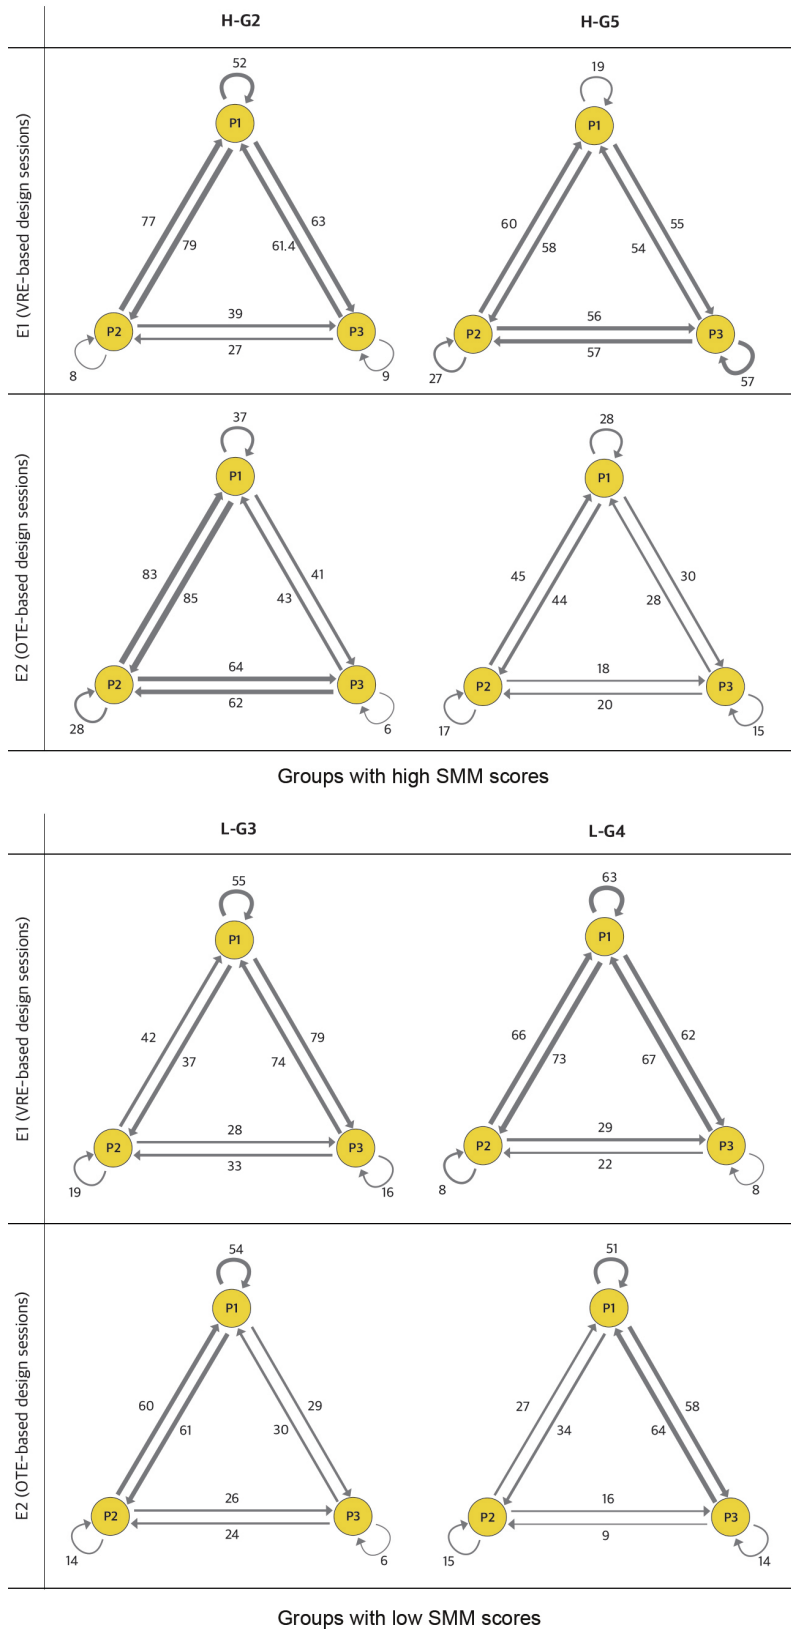 H-G2 H-G5
E1 (VRE-based design sessions)
52
P1
77
79
63
61.4
P2
39
27
P3
8
9
19
P1
60
58
55
54
P2
56
57
P3
27
57
E2 (OTE-based design sessions)
37
P1
83
85
41
43
P2
64
62
P3
28
6
28
P1
45
44
30
28
P2
18
20
P3
17
15
Groups with high SMM scores
L-G3 L-G4
E1 (VRE-based design sessions)
55
P1
42
37
79
74
P2
28
33
P3
19
16
63
P1
66
73
62
67
P2
29
22
P3
8
8
E2 (OTE-based design sessions)
54
P1
60
61
29
30
P2
26
24
P3
14
6
51
P1
27
34
58
64
P2
16
9
P3
15
14
Groups with low SMM scores